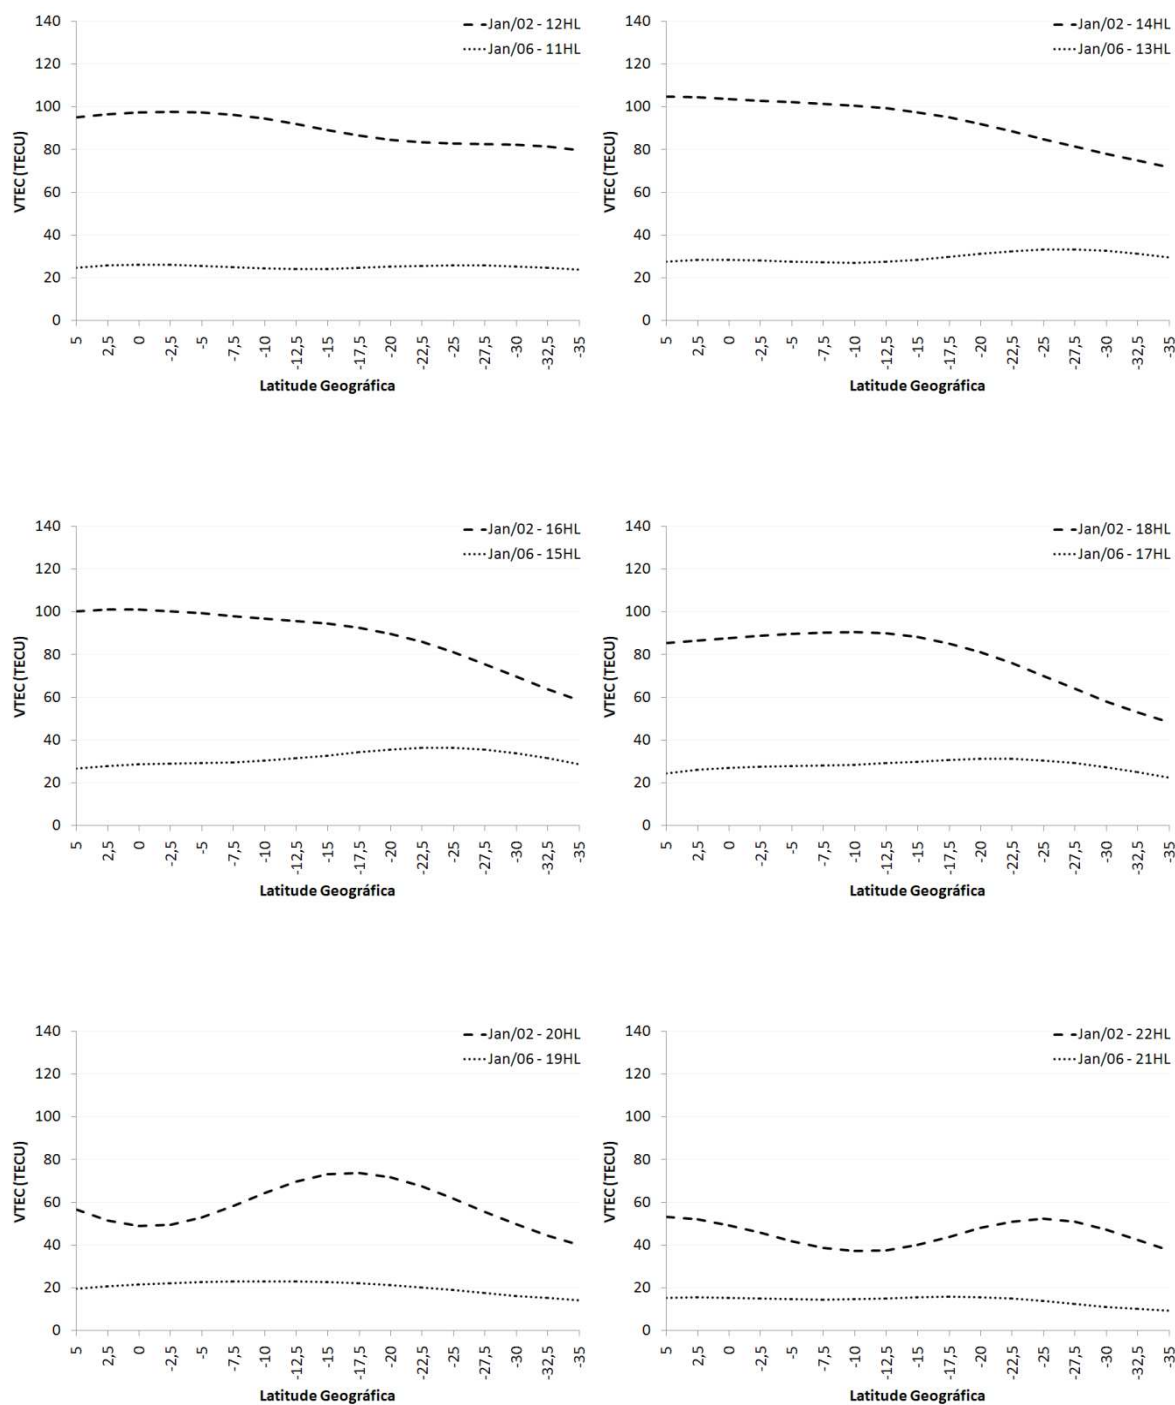 140
120
100
80
60
40
20
0
VTEC (TECU)
Jan/02 - 12HL
Jan/06 - 11HL
5 2,5 0 -2,5 -5 -7,5 -10 -12,5 -15 -17,5 -20 -22,5 -25 -27,5 -30 -32,5 -35
Latitude Geográfica
140
120
100
80
60
40
20
0
VTEC (TECU)
Jan/02 - 14HL
Jan/06 - 13HL
5 2,5 0 -2,5 -5 -7,5 -10 -12,5 -15 -17,5 -20 -22,5 -25 -27,5 -30 -32,5 -35
Latitude Geográfica
140
120
100
80
60
40
20
0
VTEC (TECU)
Jan/02 - 16HL
Jan/06 - 15HL
5 2,5 0 -2,5 -5 -7,5 -10 -12,5 -15 -17,5 -20 -22,5 -25 -27,5 -30 -32,5 -35
Latitude Geográfica
140
120
100
80
60
40
20
0
VTEC (TECU)
Jan/02 - 18HL
Jan/06 - 17HL
5 2,5 0 -2,5 -5 -7,5 -10 -12,5 -15 -17,5 -20 -22,5 -25 -27,5 -30 -32,5 -35
Latitude Geográfica
140
120
100
80
60
40
20
0
VTEC (TECU)
Jan/02 - 20HL
Jan/06 - 19HL
5 2,5 0 -2,5 -5 -7,5 -10 -12,5 -15 -17,5 -20 -22,5 -25 -27,5 -30 -32,5 -35
Latitude Geográfica
140
120
100
80
60
40
20
0
VTEC (TECU)
Jan/02 - 22HL
Jan/06 - 21HL
5 2,5 0 -2,5 -5 -7,5 -10 -12,5 -15 -17,5 -20 -22,5 -25 -27,5 -30 -32,5 -35
Latitude Geográfica